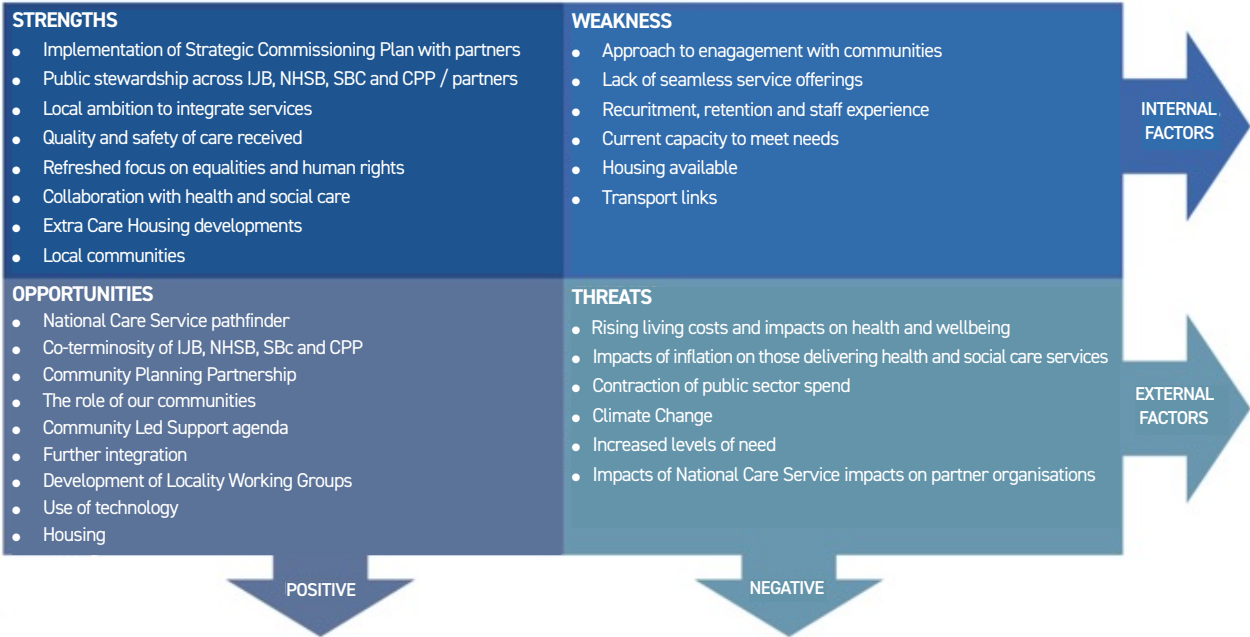 STRENGTHS
• Implementation of Strategic Commissioning Plan with partners
• Public stewardship across IJB, NHSB, SBC and CPP / partners
• Local ambition to integrate services
• Quality and safety of care received
• Refreshed focus on equalities and human rights
• Collaboration with health and social care
• Extra Care Housing developments
• Local communities
WEAKNESS
• Approach to enagagement with communities
• Lack of seamless service offerings
• Recuritment, retention and staff experience
• Current capacity to meet needs
• Housing available
• Transport links
INTERNAL
FACTORS
OPPORTUNITIES
• National Care Service pathfinder
• Co-terminosity of IJB, NHSB, SBc and CPP
• Community Planning Partnership
• The role of our communities
• Community Led Support agenda
• Further integration
• Development of Locality Working Groups
• Use of technology
• Housing
THREATS
• Rising living costs and impacts on health and wellbeing
• Impacts of inflation on those delivering health and social care services
• Contraction of public sector spend
• Climate Change
• Increased levels of need
• Impacts of National Care Service impacts on partner organisations
EXTERNAL
FACTORS
POSITIVE
NEGATIVE